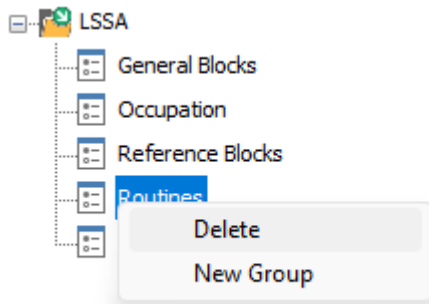 LSSA
General Blocks
Occupation
Reference Blocks
Routines
Delete
New Group